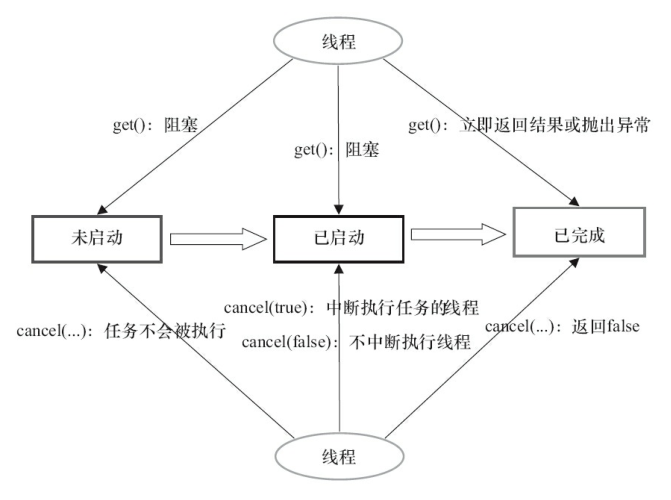 线程
get()：阻塞
get()：立即返回结果或抛出异常
get()：阻塞
未启动
已启动
已完成
cancel(true)：中断执行任务的线程
cancel(...)：任务不会被执行
cancel(...)：返回false
cancel(false)：不中断执行线程
线程